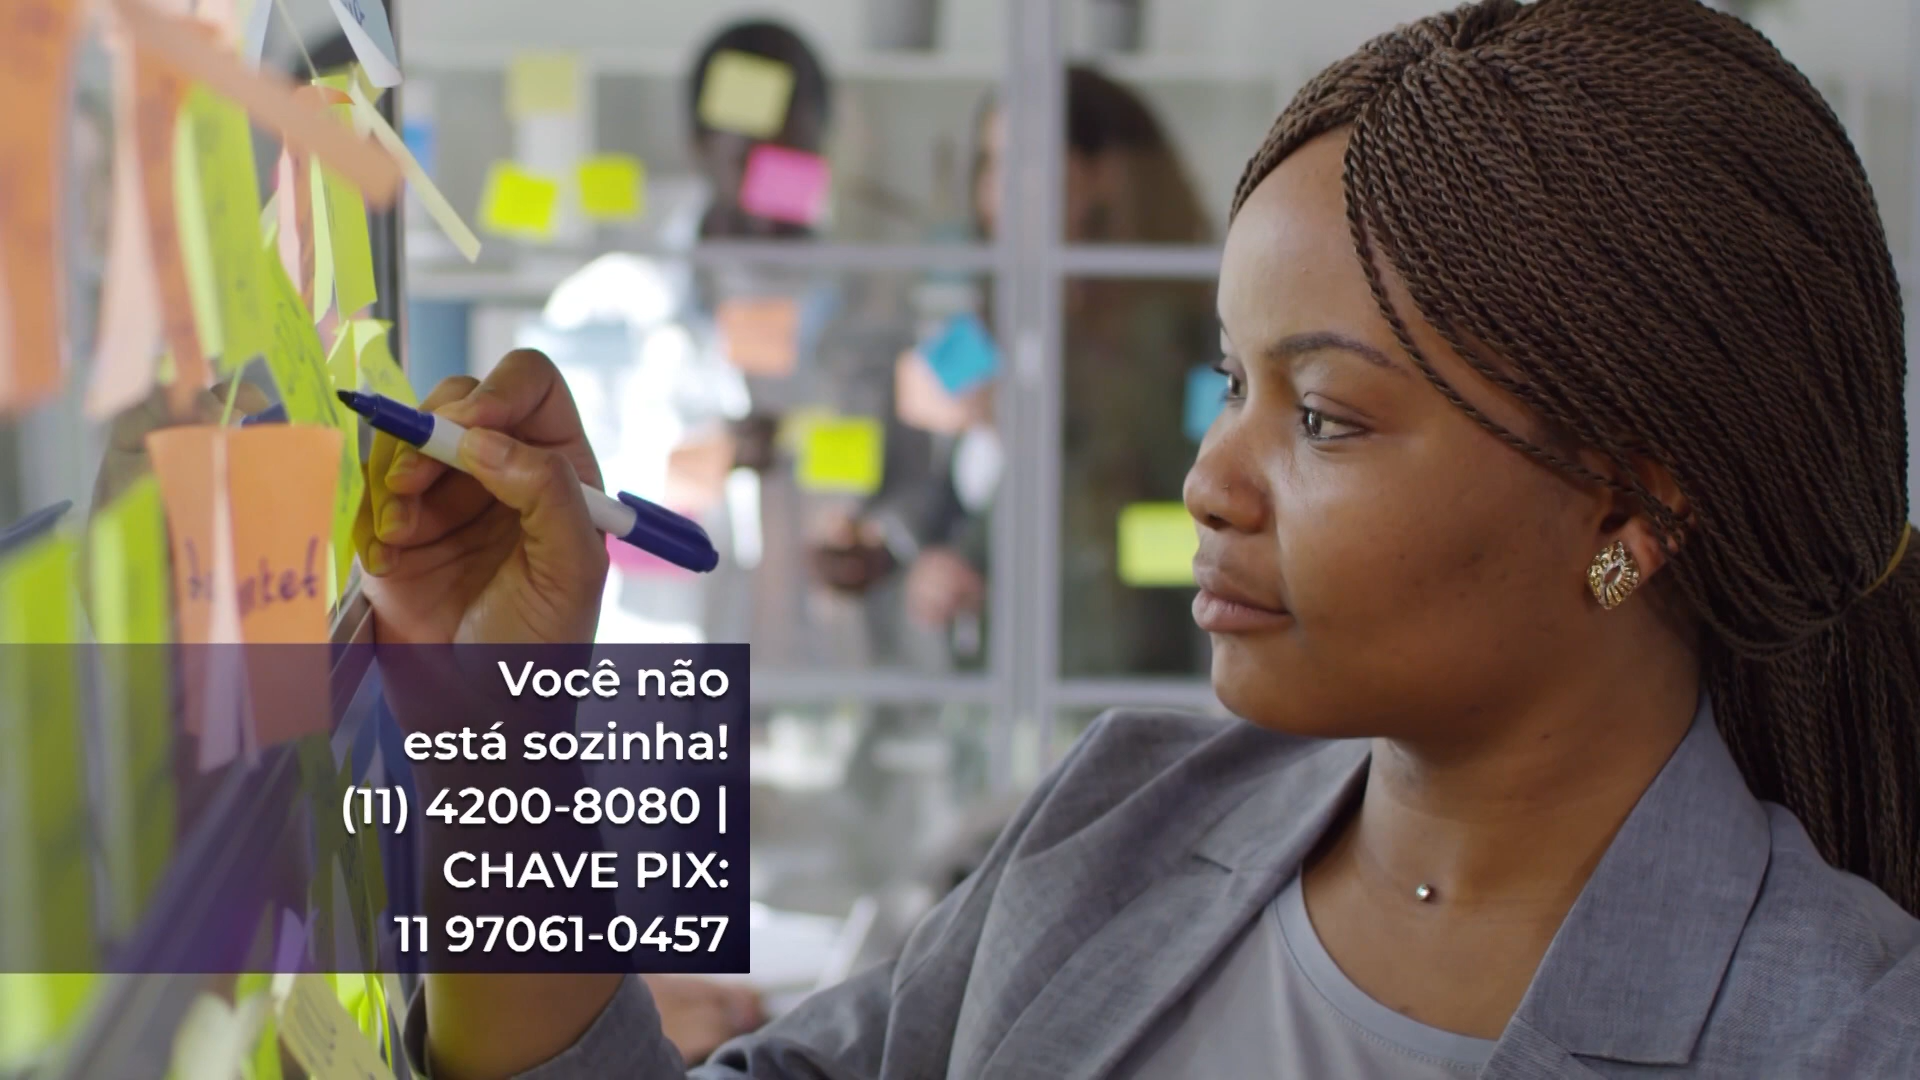 Você não
está sozinha!
(11) 4200-8080 |
CHAVE PIX:
11 97061-0457